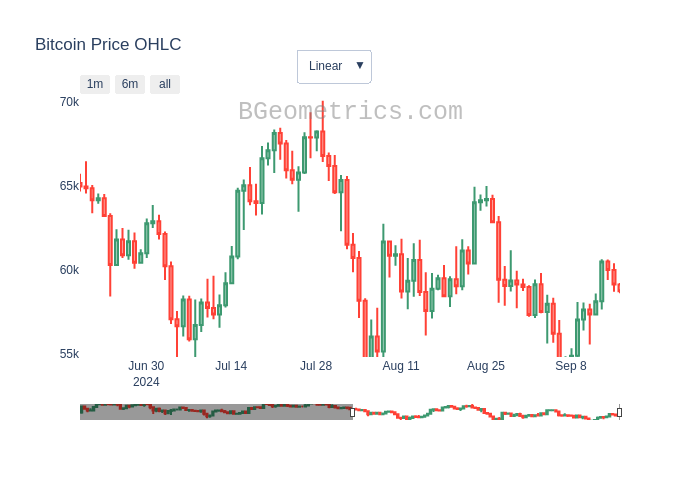 Bitcoin Price OHLC
Linear ▼
1m 6m all
BGeometrics.com
70k
65k
60k
55k
Jun 30 Jul 14 Jul 28 Aug 11 Aug 25 Sep 8
2024